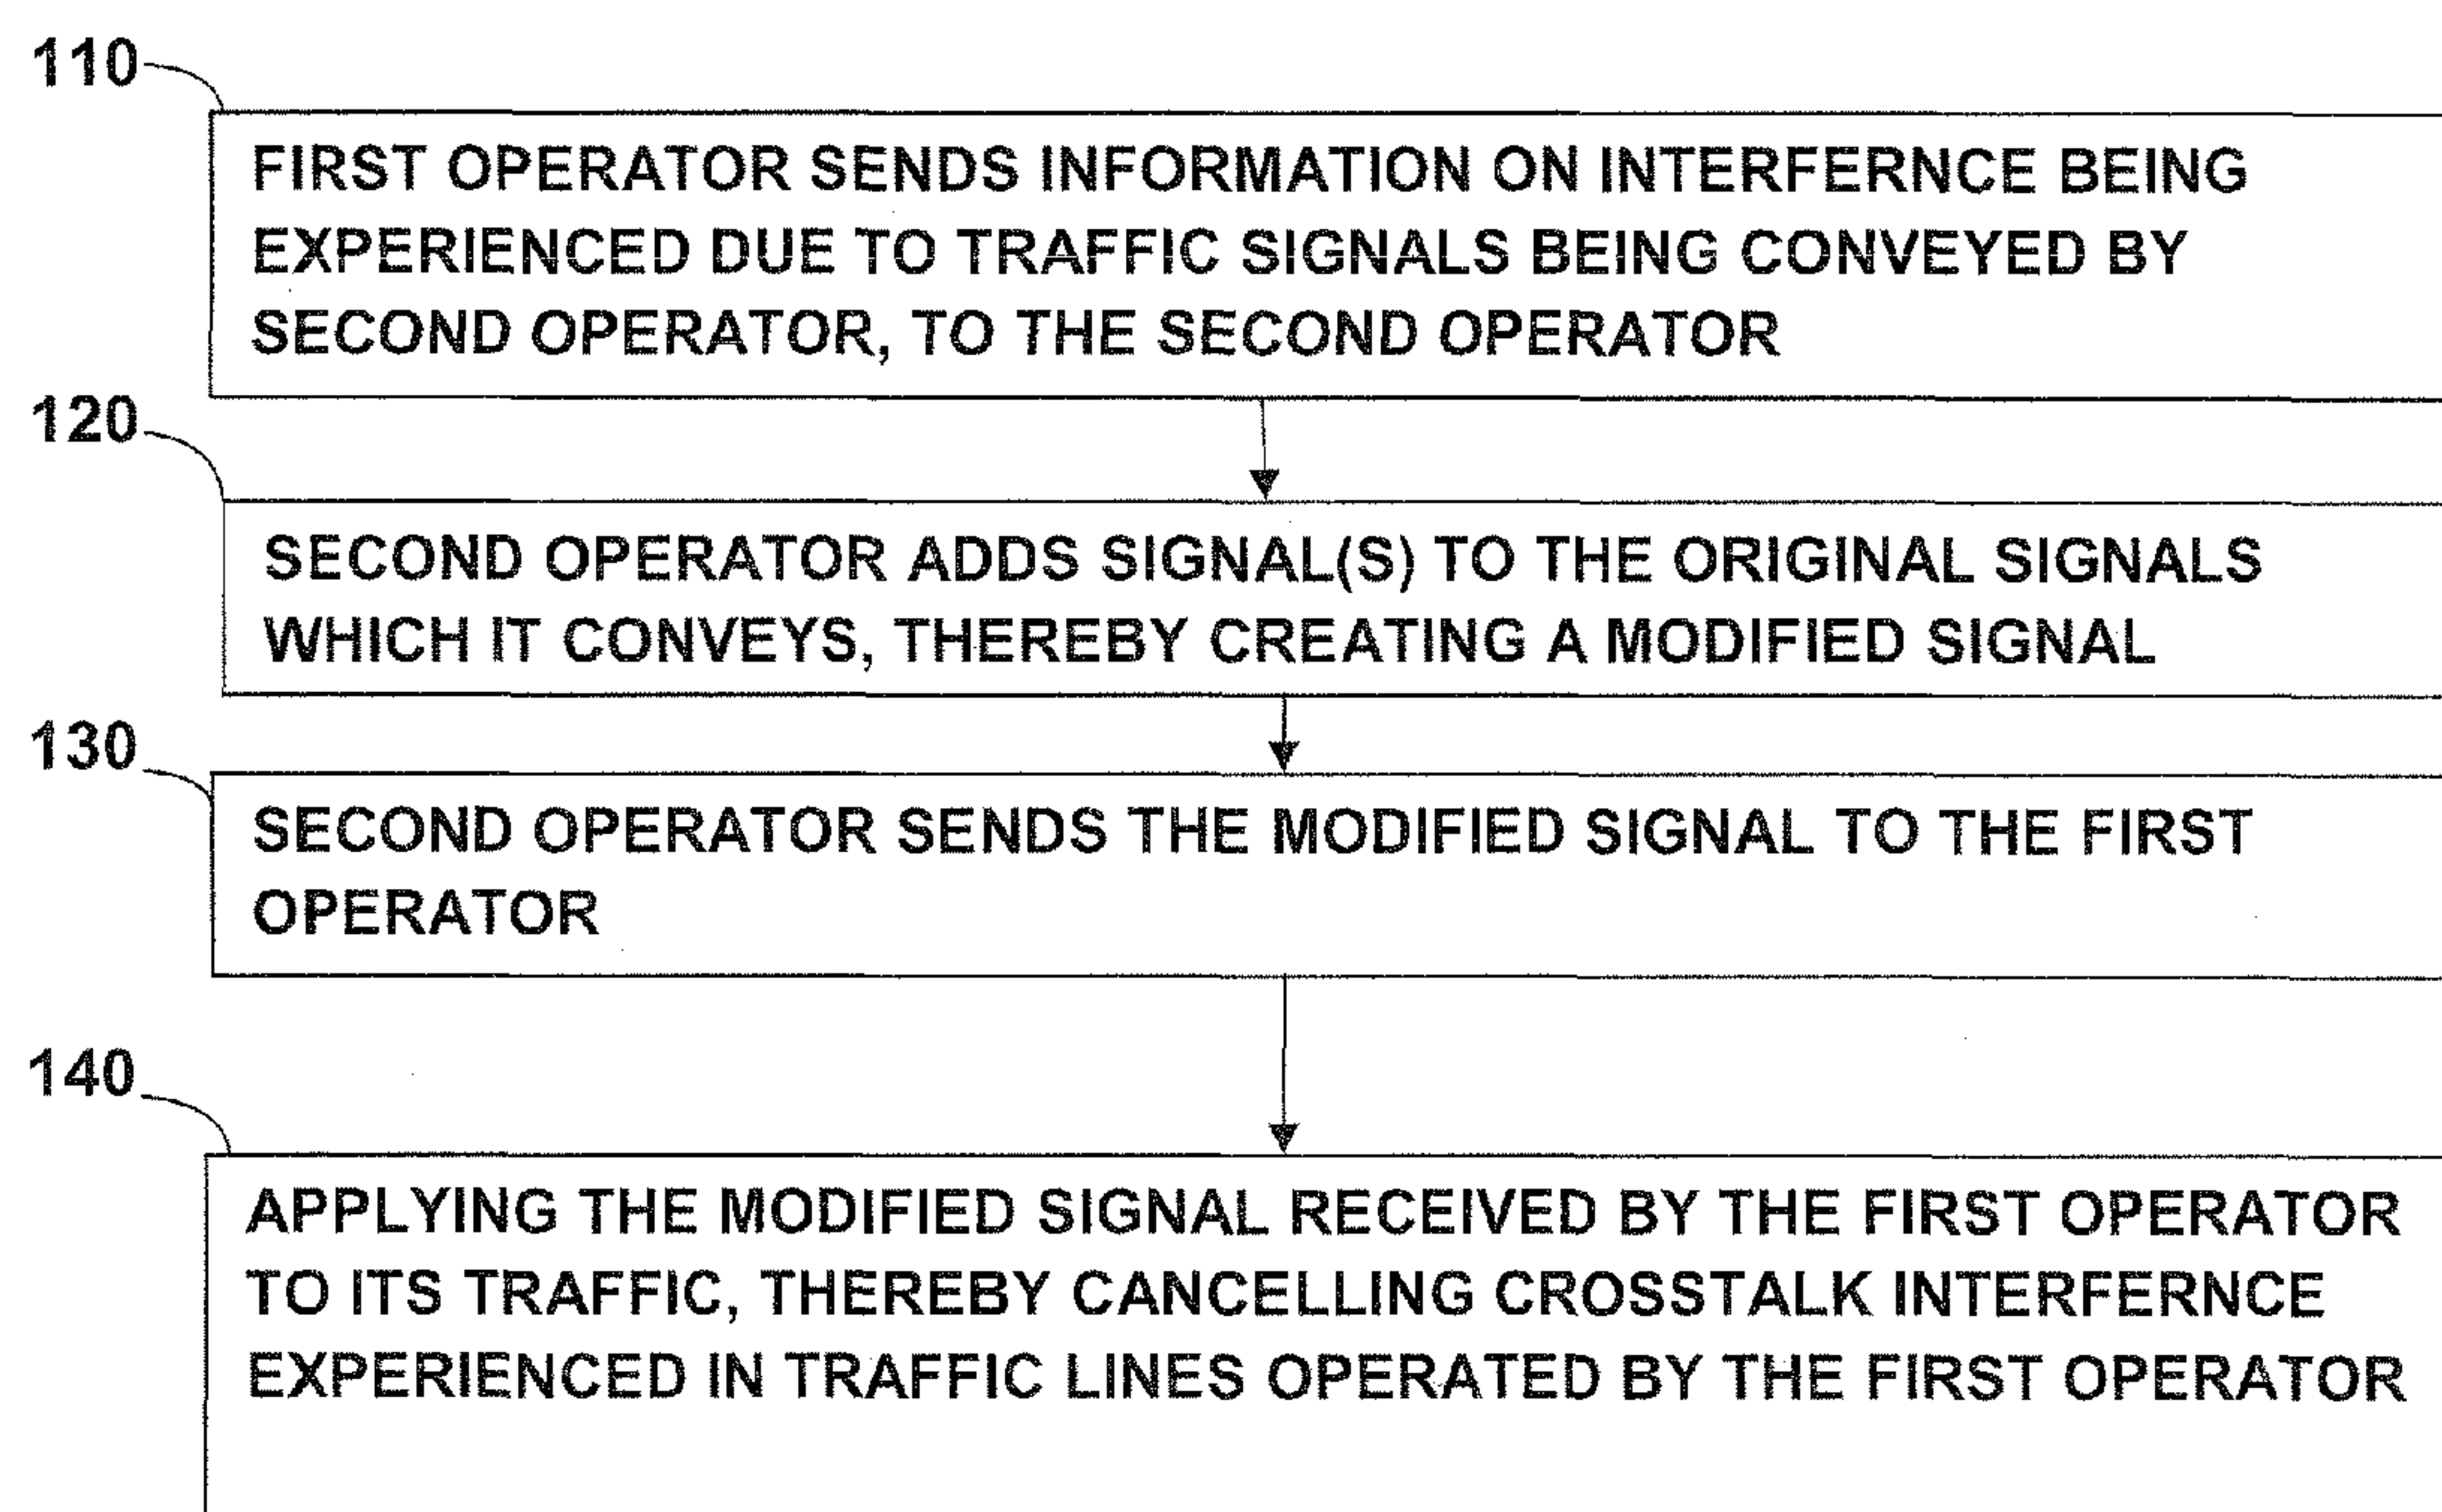 110
FIRST OPERATOR SENDS INFORMATION ON INTERFERNCE BEING
EXPERIENCED DUE TO TRAFFIC SIGNALS BEING CONVEYED BY
SECOND OPERATOR, TO THE SECOND OPERATOR
120
SECOND OPERATOR ADDS SIGNAL(S) TO THE ORIGINAL SIGNALS
WHICH IT CONVEYS, THEREBY CREATING A MODIFIED SIGNAL
130
SECOND OPERATOR SENDS THE MODIFIED SIGNAL TO THE FIRST
OPERATOR
140
APPLYING THE MODIFIED SIGNAL RECEIVED BY THE FIRST OPERATOR
TO ITS TRAFFIC, THEREBY CANCELLING CROSSTALK INTERFERNCE
EXPERIENCED IN TRAFFIC LINES OPERATED BY THE FIRST OPERATOR